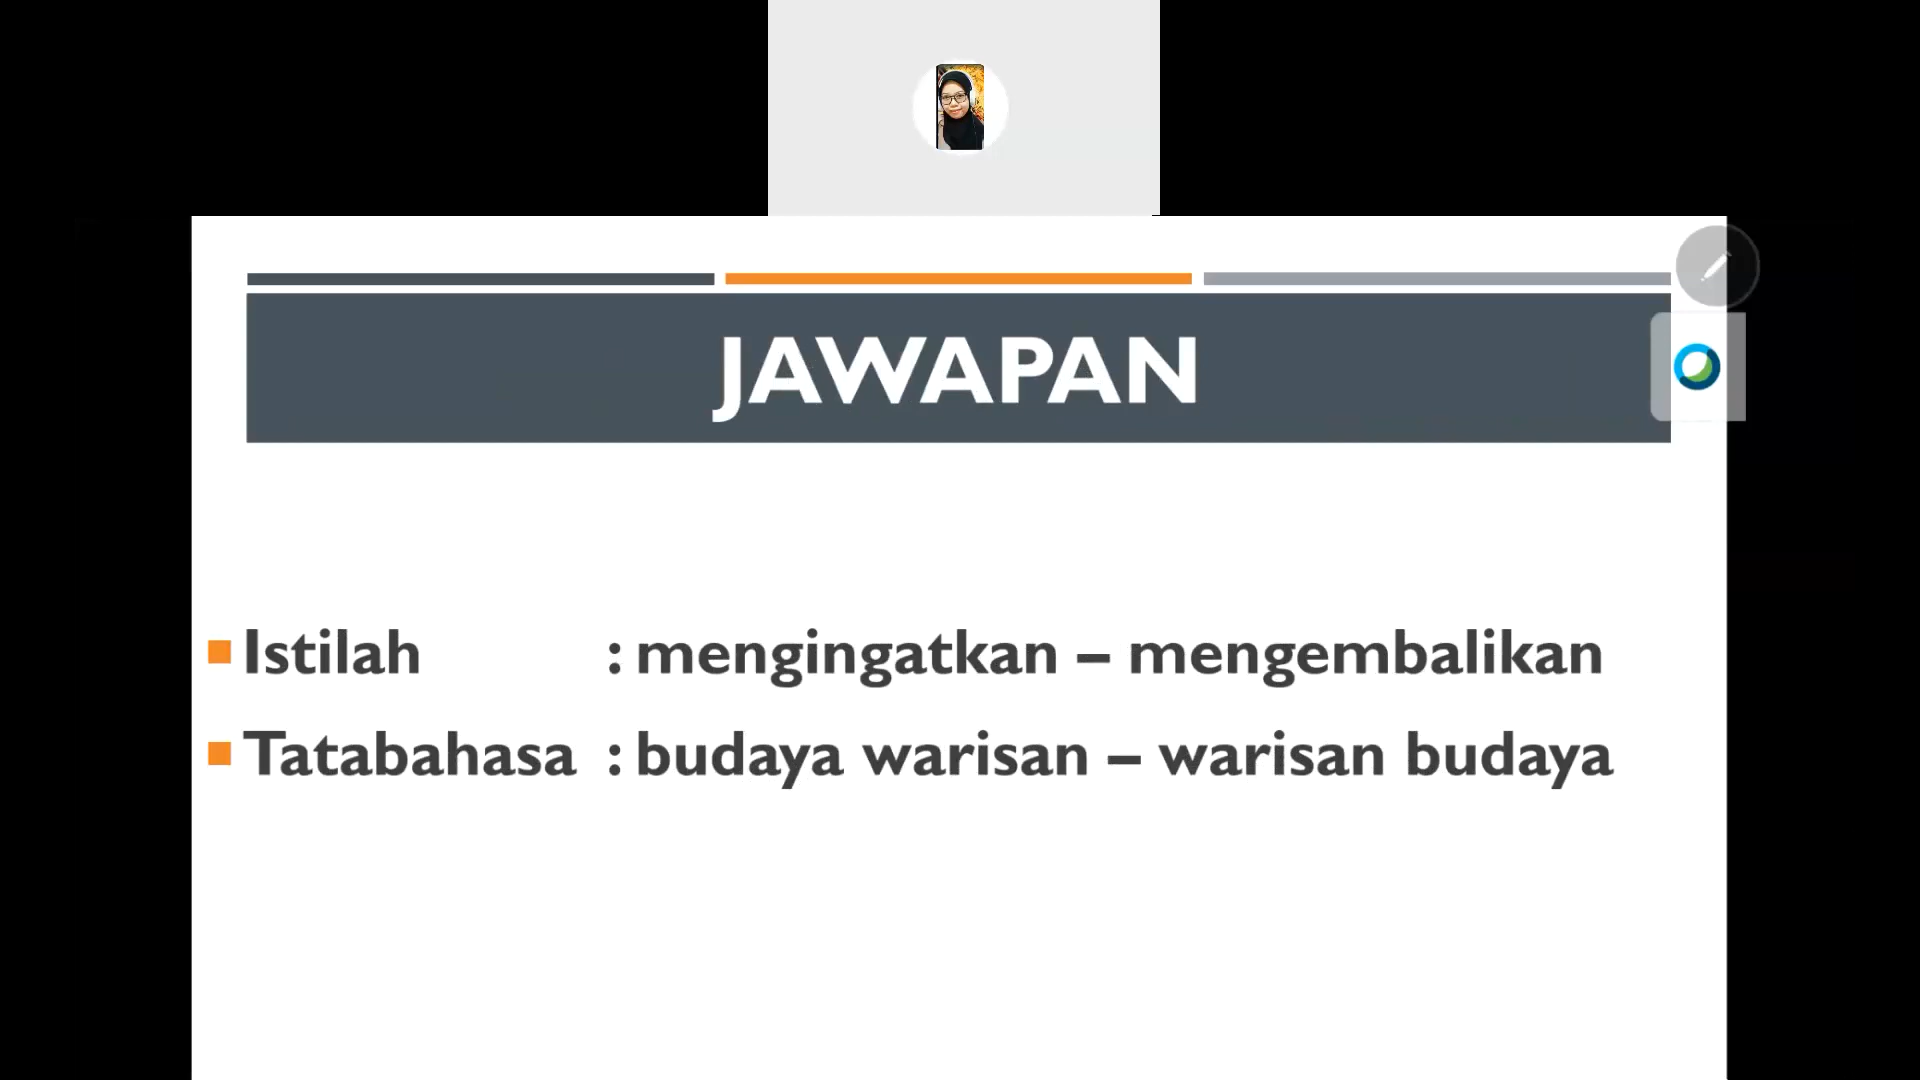 JAWAPAN
Istilah : mengingatkan – mengembalikan
Tatabahasa : budaya warisan – warisan budaya